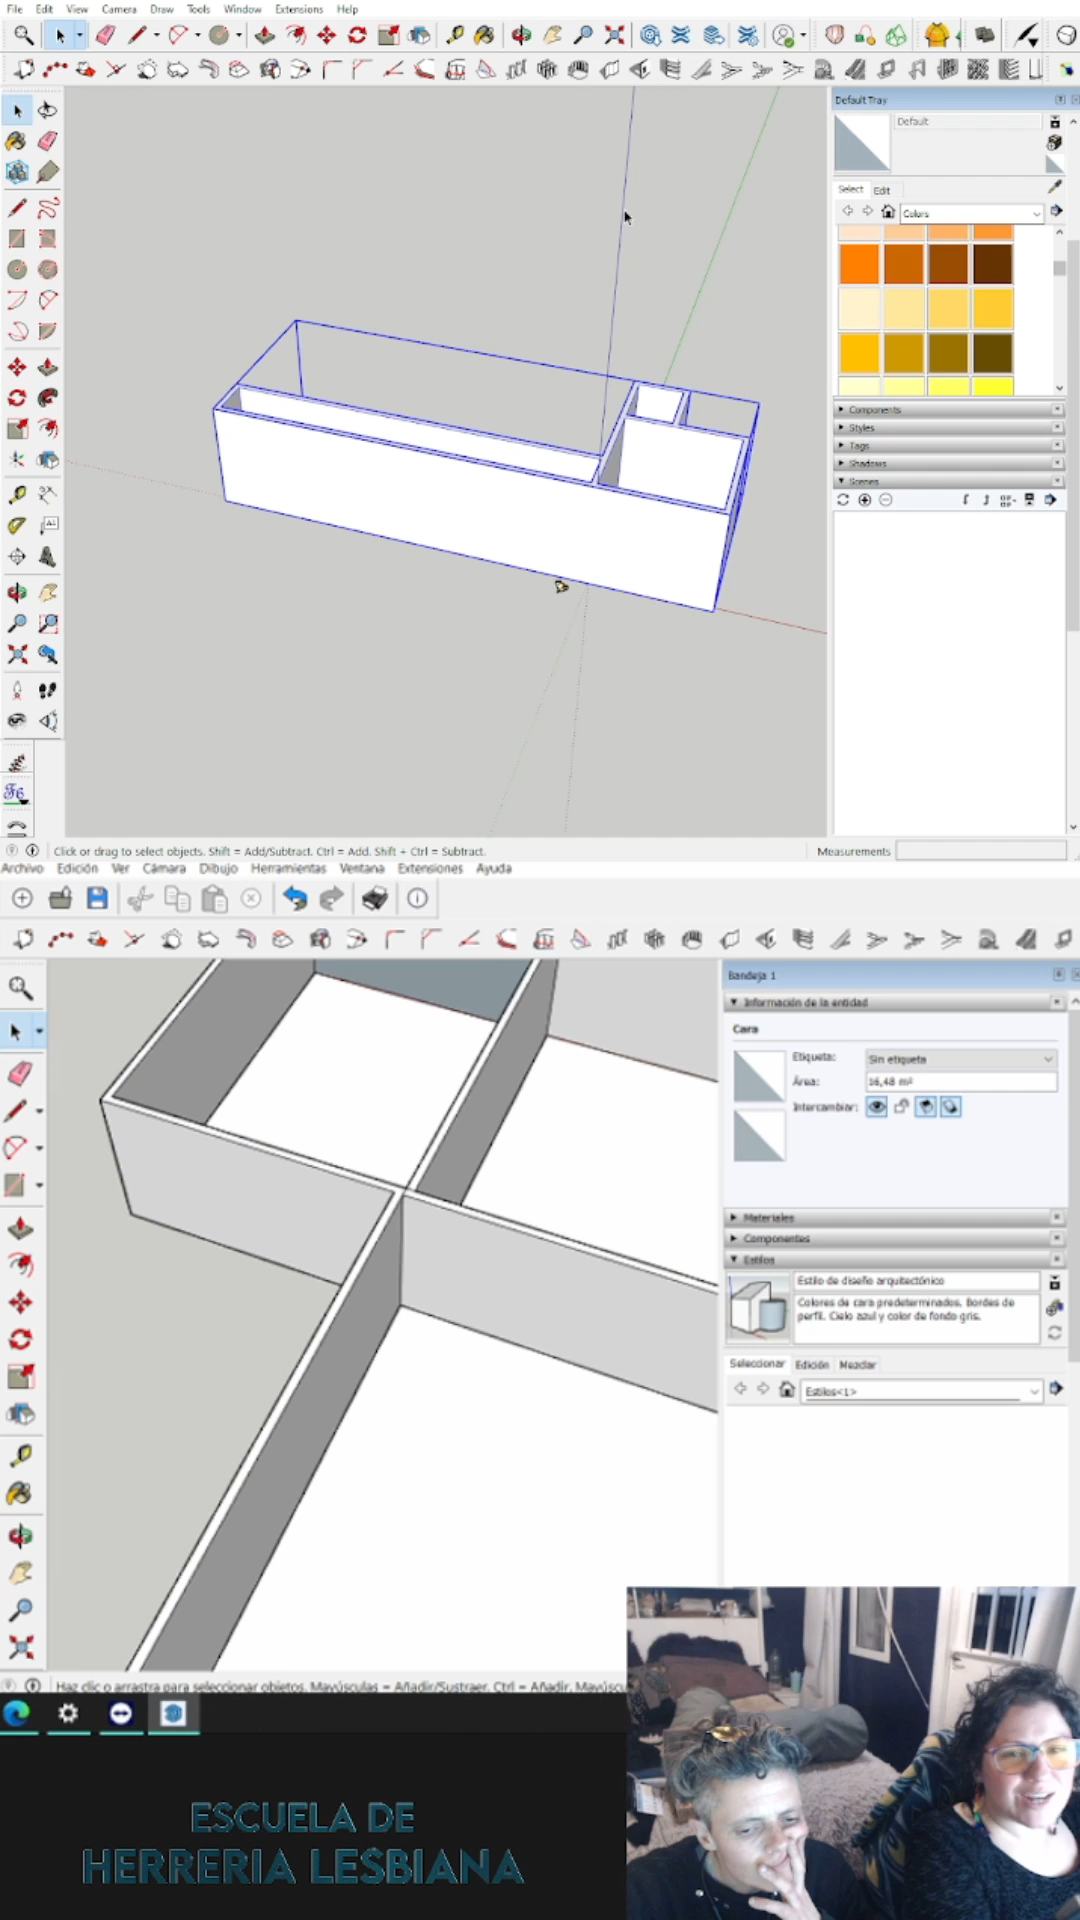 File Edit View Camera Draw Tools Window Extensions Help
Default Tray
Default
Select Edit
Colors
Components
Styles
Tags
Shadows
Scenes
Click or drag to select objects. Shift = Add/Subtract. Ctrl = Add. Shift + Ctrl = Subtract.
Measurements
Archivo Edición Ver Cámara Dibujo Herramientas Ventana Extensiones Ayuda
Bandeja 1
Información de la entidad
Cara
Etiqueta: Sin etiqueta
Área: 16,48 m²
Intercambiar:
Materiales
Componentes
Estilos
Estilo de diseño arquitectónico
Colores de cara predeterminados. Bordes de
perfil. Cielo azul y color de fondo gris.
Seleccionar Edición Mezclar
Estilos<1>
Haz clic o arrastra para seleccionar objetos. Mayúsculas = Añadir/Sustraer. Ctrl = Añadir. Mayúscu
ESCUELA DE
HERRERIA LESBIANA